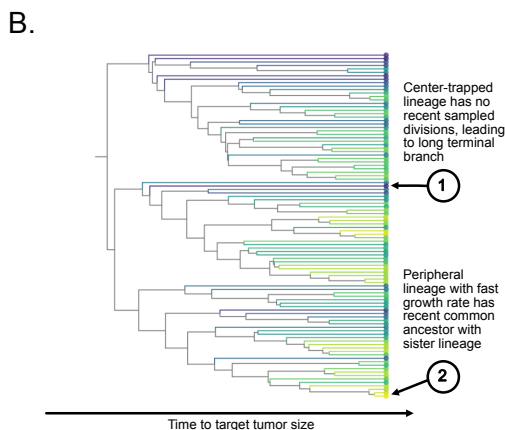 B.
Center-trapped
lineage has no
recent sampled
divisions, leading
to long terminal
branch
1
Peripheral
lineage with fast
growth rate has
recent common
ancestor with
sister lineage
2
Time to target tumor size